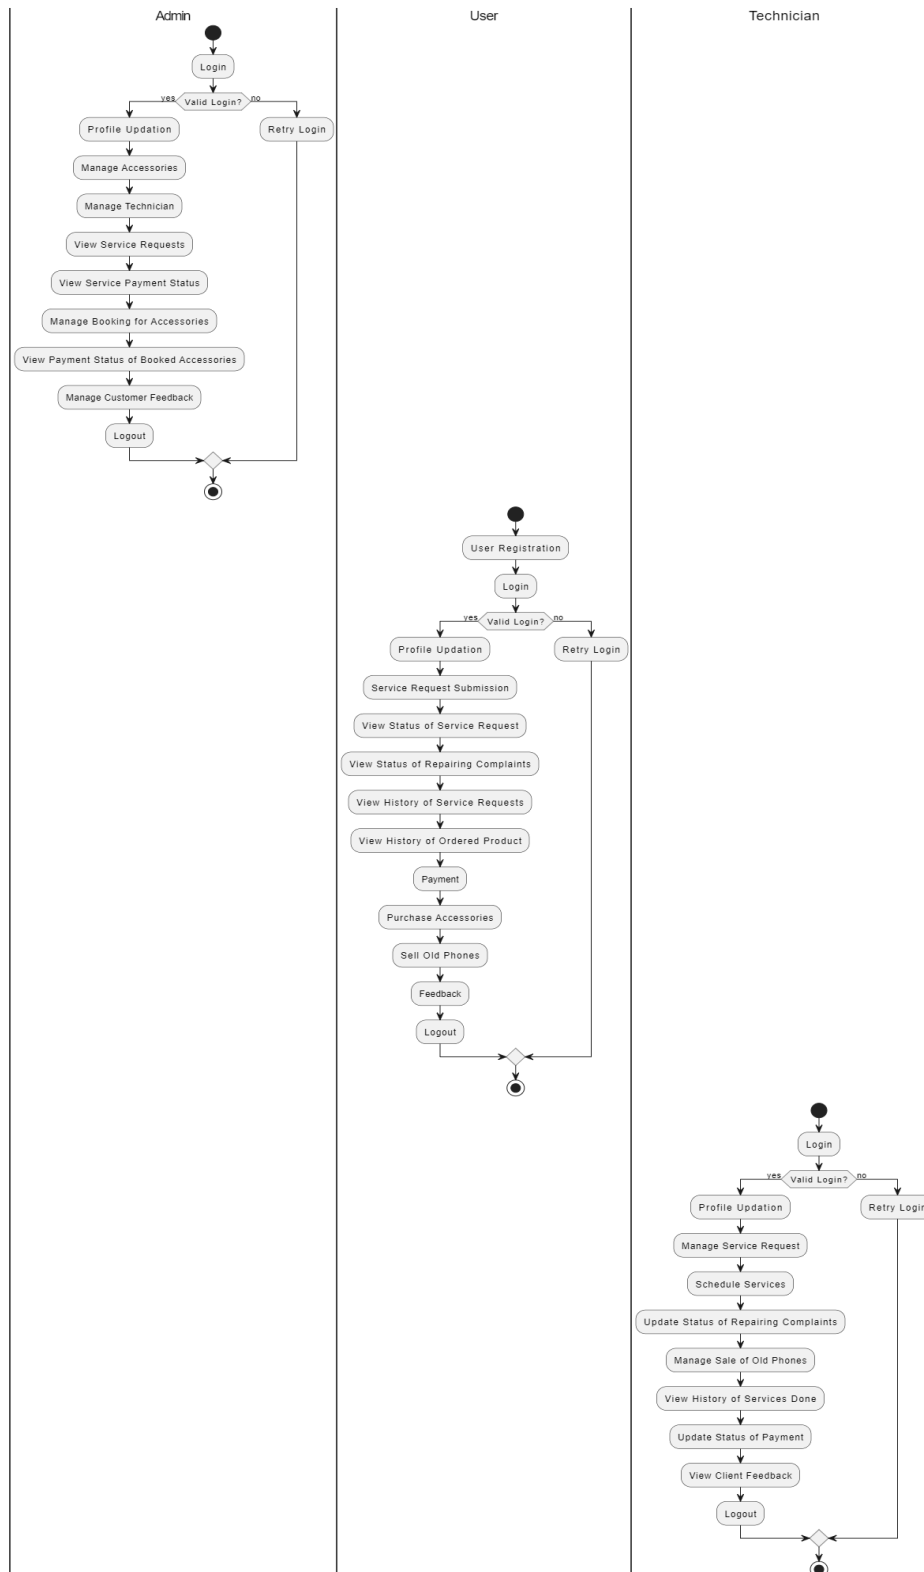 Admin
User
Technician
Login
yes
Valid Login?
no
Profile Updation
Retry Login
Manage Accessories
Manage Technician
View Service Requests
View Service Payment Status
Manage Booking for Accessories
View Payment Status of Booked Accessories
Manage Customer Feedback
Logout
User Registration
Login
yes
Valid Login?
no
Profile Updation
Retry Login
Service Request Submission
View Status of Service Request
View Status of Repairing Complaints
View History of Service Requests
View History of Ordered Product
Payment
Purchase Accessories
Sell Old Phones
Feedback
Logout
Login
yes
Valid Login?
no
Profile Updation
Retry Login
Manage Service Request
Schedule Services
Update Status of Repairing Complaints
Manage Sale of Old Phones
View History of Services Done
Update Status of Payment
View Client Feedback
Logout